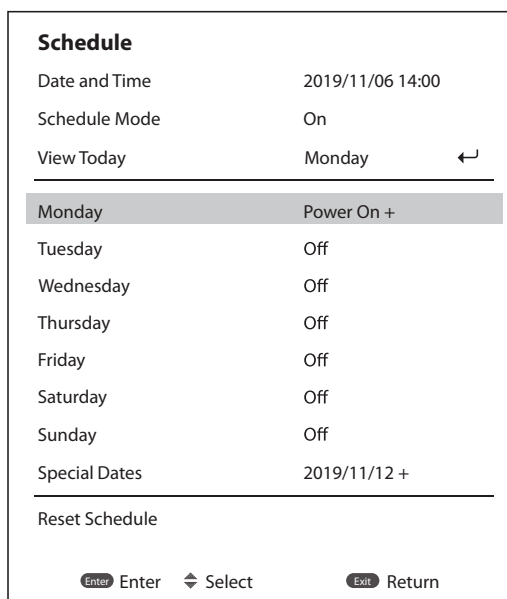 Schedule
Date and Time 2019/11/06 14:00
Schedule Mode On
View Today Monday
Monday Power On +
Tuesday Off
Wednesday Off
Thursday Off
Friday Off
Saturday Off
Sunday Off
Special Dates 2019/11/12 +
Reset Schedule
Enter Enter Select Exit Return